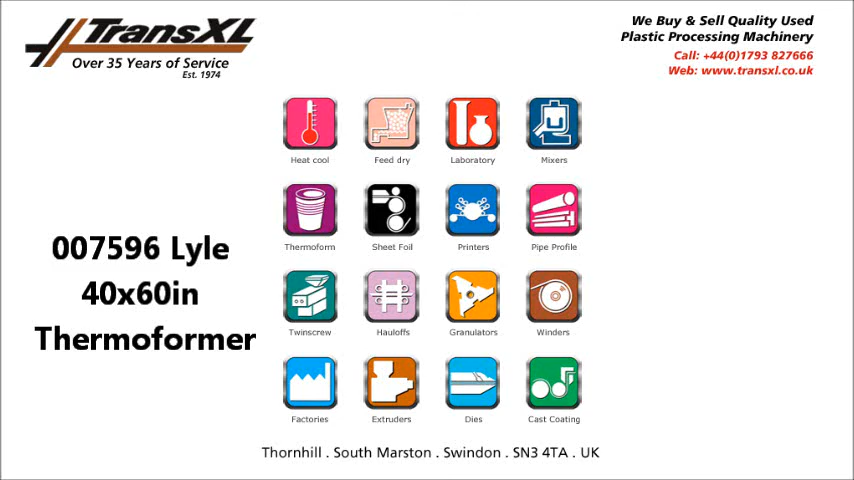 TransXL
Over 35 Years of Service
Est. 1974
We Buy & Sell Quality Used
Plastic Processing Machinery
Call: +44(0)1793 827666
Web: www.transxl.co.uk
Heat cool
Feed dry
Laboratory
Mixers
Thermoform
Sheet Foil
Printers
Pipe Profile
007596 Lyle
40x60in
Thermoformer
Twinscrew
Hauloffs
Granulators
Winders
Factories
Extruders
Dies
Cast Coating
Thornhill . South Marston . Swindon . SN3 4TA . UK